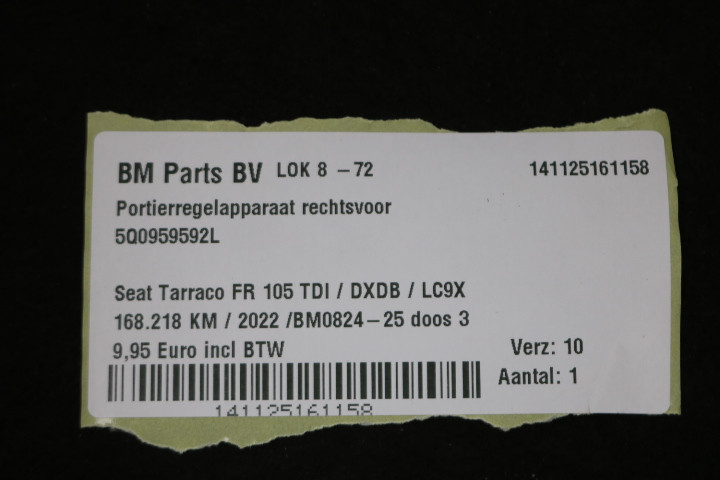 BM Parts BV LOK 8 -72 141125161158
Portierregelapparaat rechtsvoor
5Q0959592L
Seat Tarraco FR 105 TDI / DXDB / LC9X
168.218 KM / 2022 /BM0824-25 doos 3
9,95 Euro incl BTW Verz: 10
Aantal: 1
141125161158